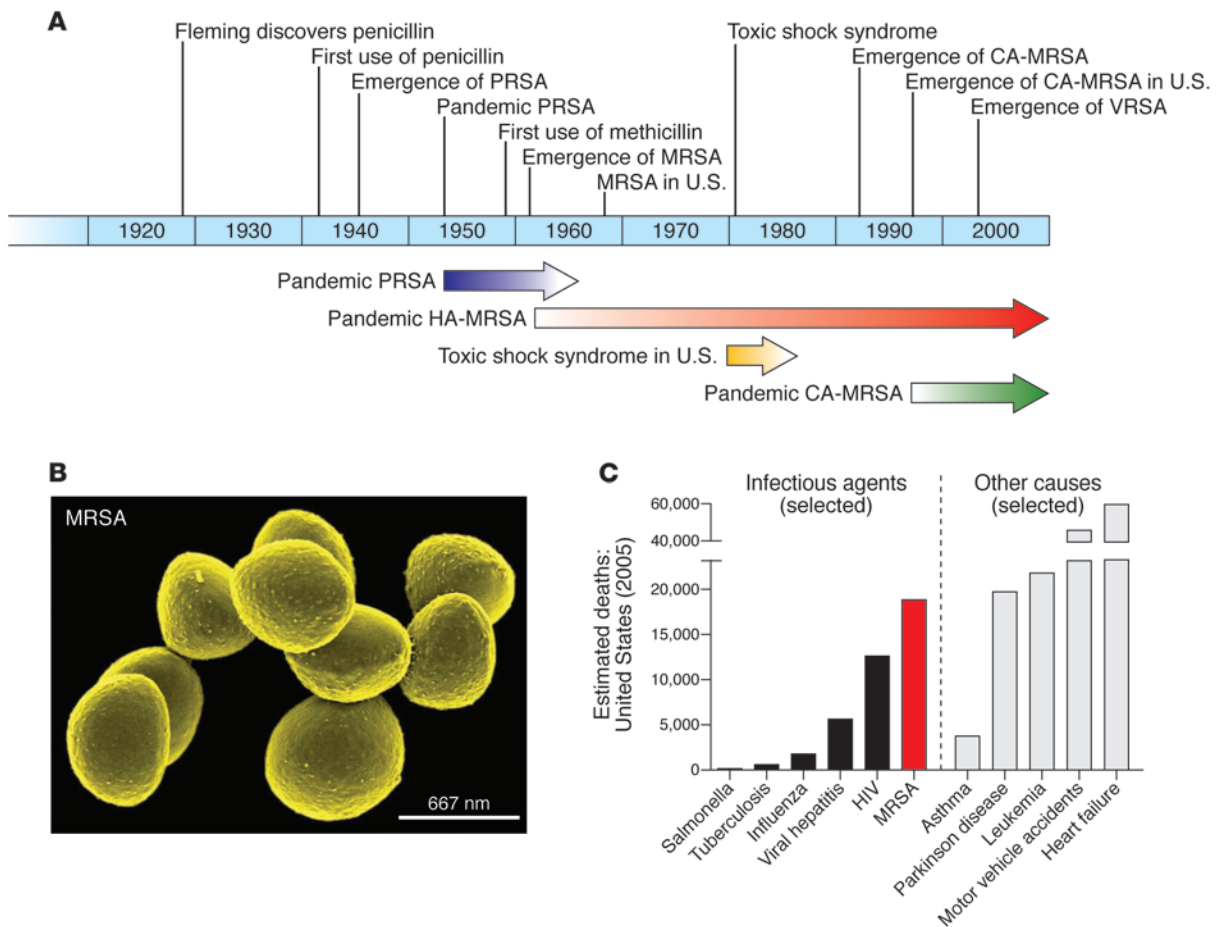 A
Fleming discovers penicillin
First use of penicillin
Emergence of PRSA
Pandemic PRSA
First use of methicillin
Emergence of MRSA
MRSA in U.S.
Toxic shock syndrome
Emergence of CA-MRSA
Emergence of CA-MRSA in U.S.
Emergence of VRSA
1920 1930 1940 1950 1960 1970 1980 1990 2000
Pandemic PRSA
Pandemic HA-MRSA
Toxic shock syndrome in U.S.
Pandemic CA-MRSA
B
MRSA
667 nm
C
Infectious agents
(selected)
Other causes
(selected)
Estimated deaths:
United States (2005)
60,000
40,000
20,000
15,000
10,000
5,000
0
Salmonella
Tuberculosis
Influenza
Viral hepatitis
HIV
MRSA
Asthma
Parkinson disease
Leukemia
Motor vehicle accidents
Heart failure